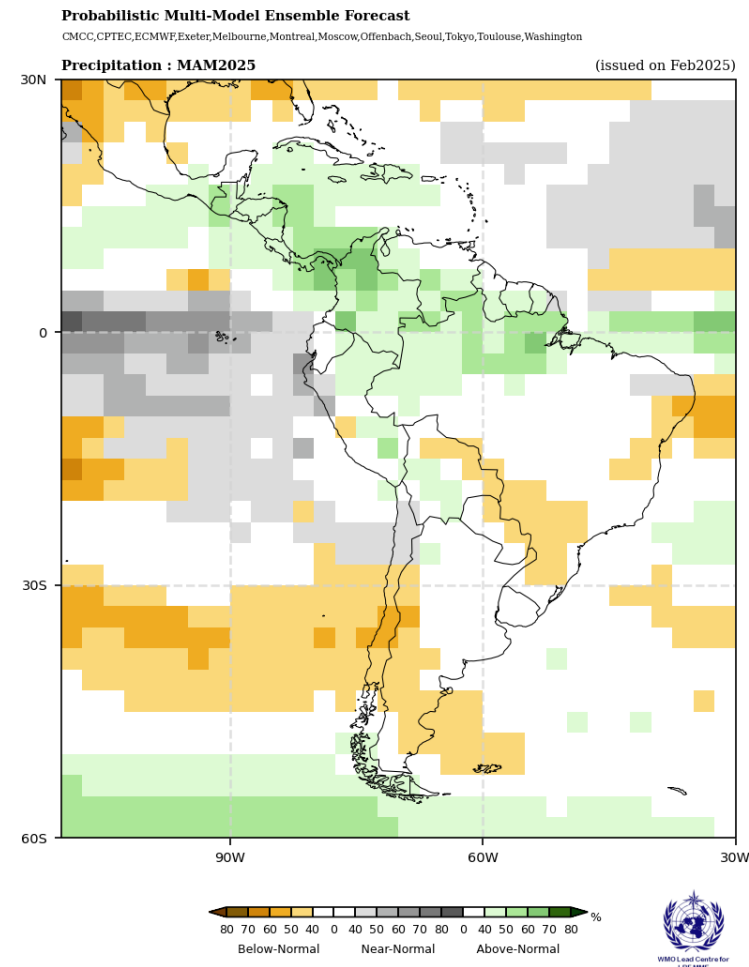 Probabilistic Multi-Model Ensemble Forecast
CMCC,CPTEC,ECMWF,Exeter,Melbourne,Montreal,Moscow,Offenbach,Seoul,Tokyo,Toulouse,Washington
Precipitation : MAM2025 (issued on Feb2025)
30N
0
30S
60S
90W 60W 30W
80 70 60 50 40 0 40 50 60 70 80 0 40 50 60 70 80 %
Below-Normal Near-Normal Above-Normal
WMO Lead Centre for